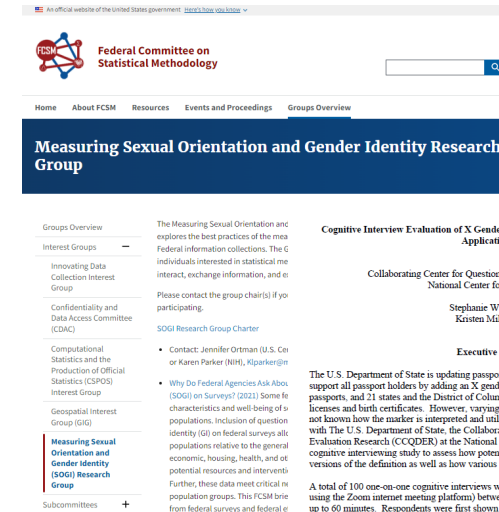 An official website of the United States government Here's how you know
FCSM
Federal Committee on
Statistical Methodology
Home About FCSM Resources Events and Proceedings Groups Overview
Measuring Sexual Orientation and Gender Identity Research
Group
Groups Overview
Interest Groups
Innovating Data
Collection Interest
Group
Confidentiality and
Data Access Committee
(CDAC)
Computational
Statistics and the
Production of Official
Statistics (CSPOS)
Interest Group
Geospatial Interest
Group (GIG)
Measuring Sexual
Orientation and
Gender Identity
(SOGI) Research
Group
Subcommittees
The Measuring Sexual Orientation and
explores the best practices of the mea
Federal information collections. The G
individuals interested in statistical me
interact, exchange information, and e
Please contact the group chair(s) if yo
participating.
SOGI Research Group Charter
Contact: Jennifer Ortman (U.S. Cen
or Karen Parker (NIH), Klparker@m
Why Do Federal Agencies Ask Abou
(SOGI) on Surveys? (2021) Some fe
characteristics and well-being of s
populations. Inclusion of question
identity (GI) on federal surveys allo
populations relative to the general
economic, housing, health, and ot
potential resources and interventi
Further, these data meet critical n
population groups. This FCSM brie
from federal surveys and federal e
Cognitive Interview Evaluation of X Gende
Applicati
Collaborating Center for Question
National Center fo
Stephanie W
Kristen Mil
Executive
The U.S. Department of State is updating passpo
support all passport holders by adding an X gend
passports, and 21 states and the District of Colum
licenses and birth certificates. However, varying
not known how the marker is interpreted and utili
with The U.S. Department of State, the Collabora
Evaluation Research (CCQDER) at the National
cognitive interviewing study to assess how poten
versions of the definition as well as how various
A total of 100 one-on-one cognitive interviews w
using the Zoom internet meeting platform) betwe
up to 60 minutes. Respondents were first shown